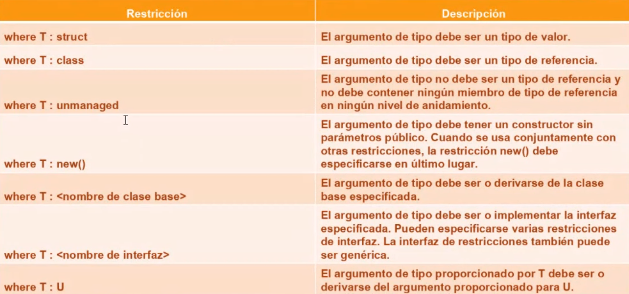 Restricción
Descripción
where T : struct
El argumento de tipo debe ser un tipo de valor.
where T : class
El argumento de tipo debe ser un tipo de referencia.
where T : unmanaged
El argumento de tipo no debe ser un tipo de referencia y
no debe contener ningún miembro de tipo de referencia
en ningún nivel de anidamiento.
where T : new()
El argumento de tipo debe tener un constructor sin
parámetros público. Cuando se usa conjuntamente con
otras restricciones, la restricción new() debe
especificarse en último lugar.
where T : <nombre de clase base>
El argumento de tipo debe ser o derivarse de la clase
base especificada.
where T : <nombre de interfaz>
El argumento de tipo debe ser o implementar la interfaz
especificada. Pueden especificarse varias restricciones
de interfaz. La interfaz de restricciones también puede
ser genérica.
where T : U
El argumento de tipo proporcionado por T debe ser o
derivarse del argumento proporcionado para U.